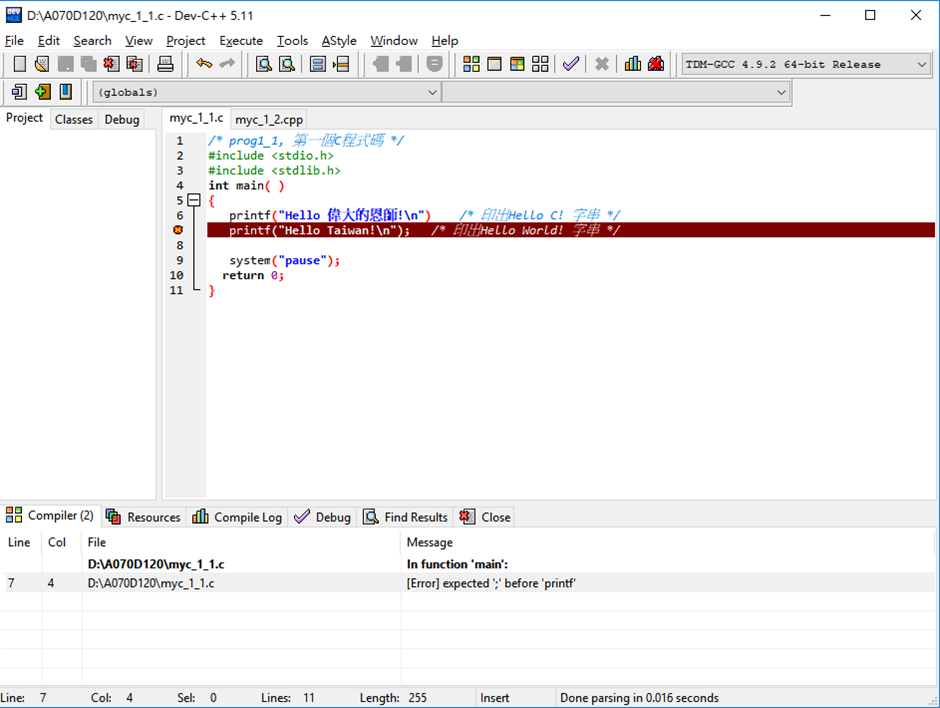 D:\A070D120\myc_1_1.c - Dev-C++ 5.11
File Edit Search View Project Execute Tools AStyle Window Help
TDM-GCC 4.9.2 64-bit Release
(globals)
Project Classes Debug myc_1_1.c myc_1_2.cpp
1 /* prog1_1, 第一個C程式碼 */
2 #include <stdio.h>
3 #include <stdlib.h>
4 int main( )
5 {
6 printf("Hello 偉大的恩師!\n") /* 印出Hello C! 字串 */
printf("Hello Taiwan!\n"); /* 印出Hello World! 字串 */
8
9 system("pause");
10 return 0;
11 }
Compiler (2) Resources Compile Log Debug Find Results Close
Line Col File Message
D:\A070D120\myc_1_1.c In function 'main':
7 4 D:\A070D120\myc_1_1.c [Error] expected ';' before 'printf'
Line: 7 Col: 4 Sel: 0 Lines: 11 Length: 255 Insert Done parsing in 0.016 seconds